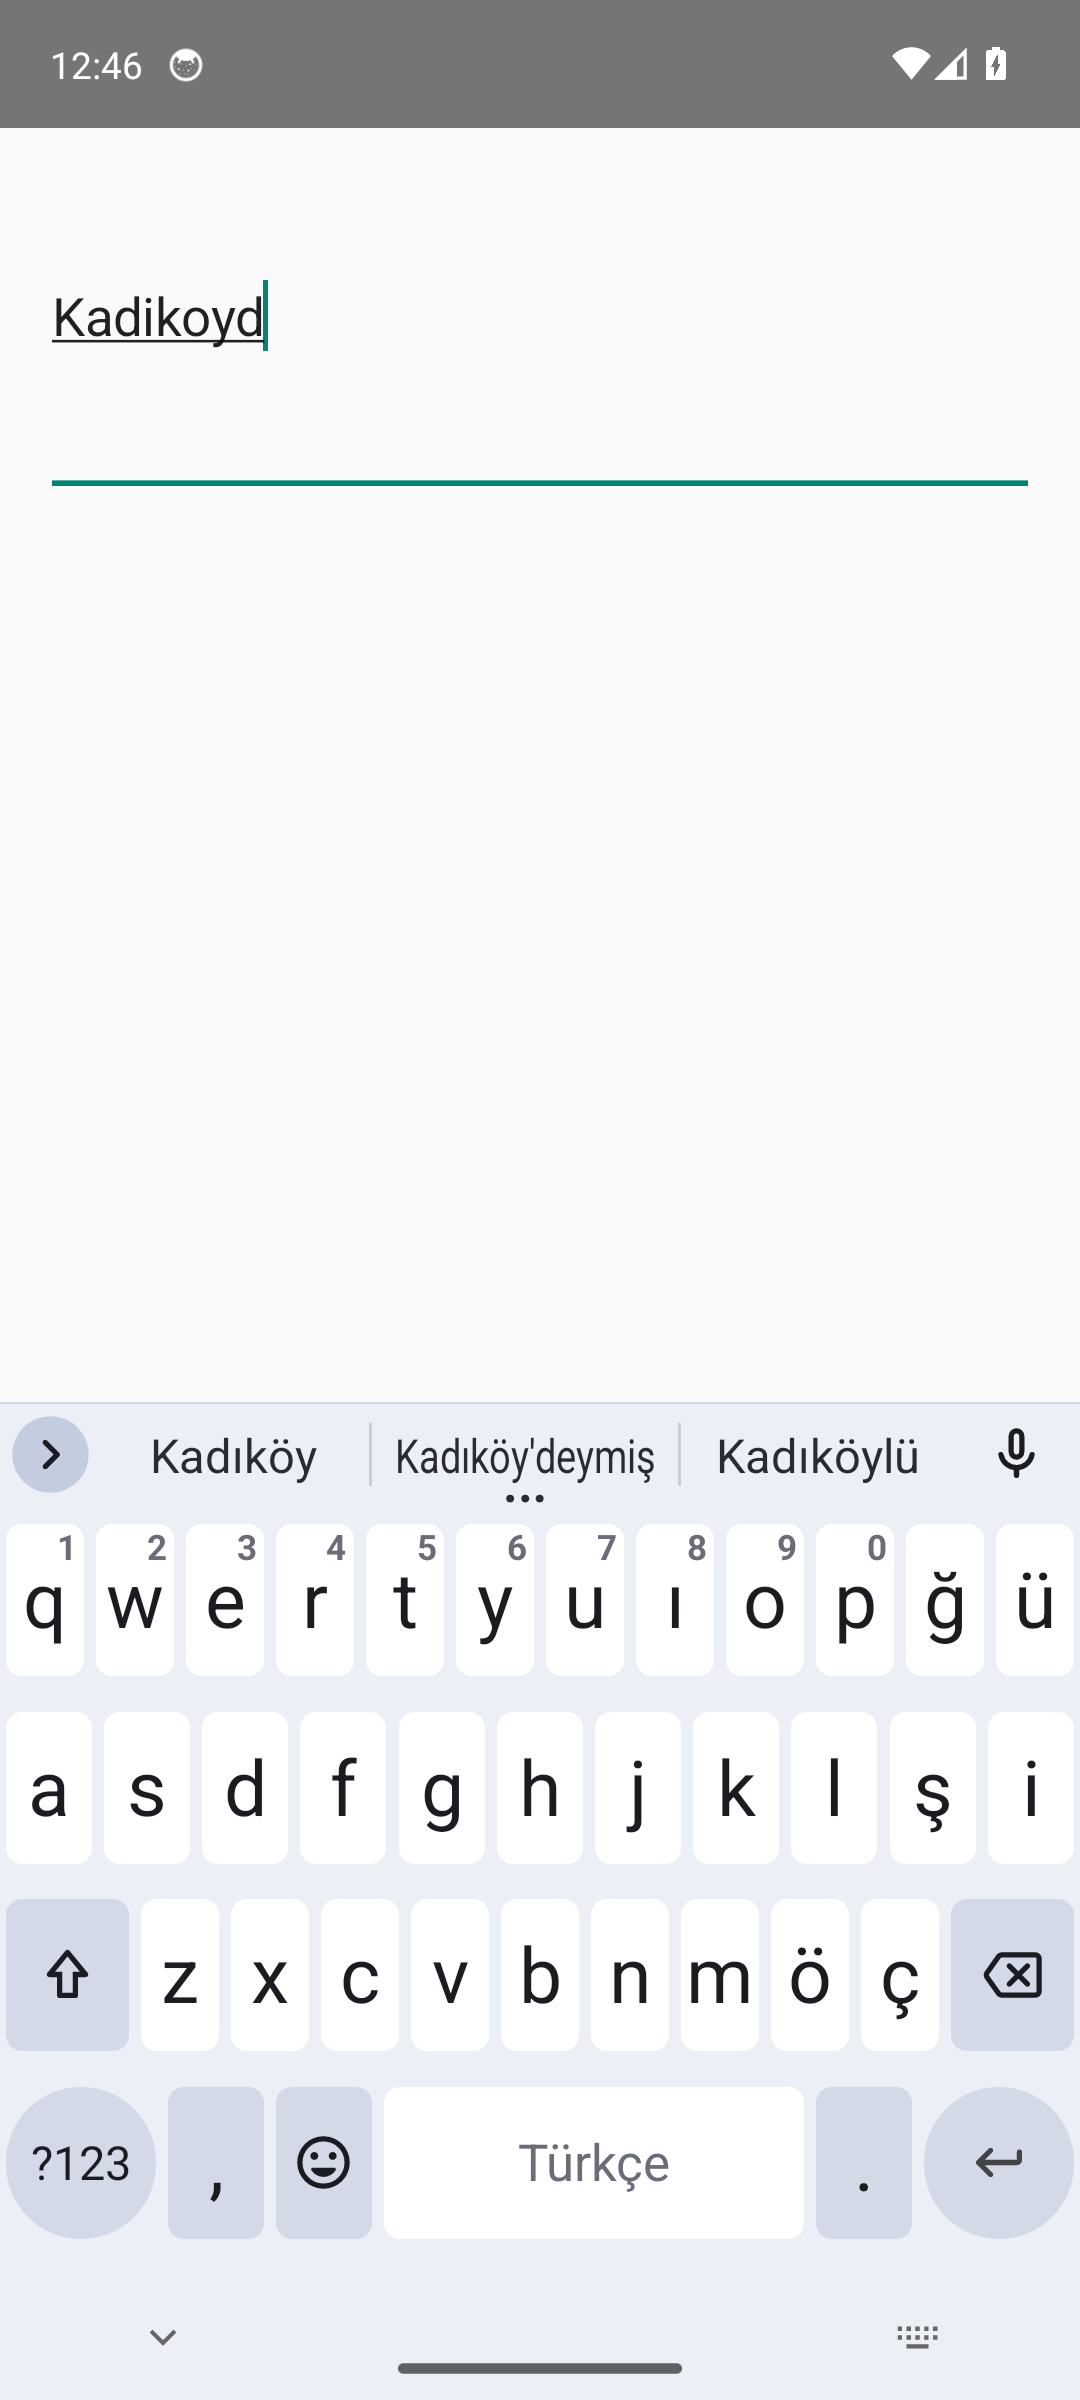 12:46
Kadikoyd
Kadıköy Kadıköy'deymiş Kadıköylü
1 2 3 4 5 6 7 8 9 0
q w e r t y u ı o p ğ ü
a s d f g h j k l ş i
z x c v b n m ö ç
?123 , Türkçe .